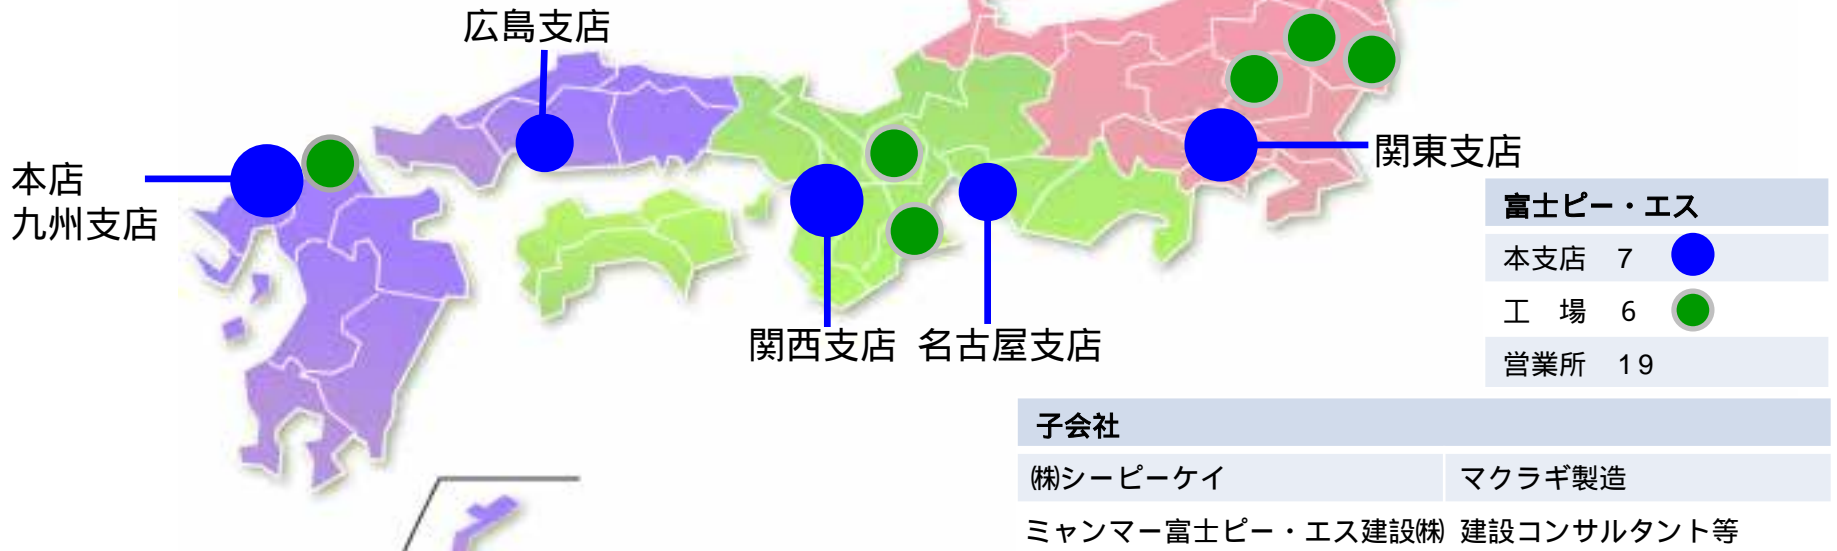 広島支店
関東支店
本店
九州支店
関西支店 名古屋支店
富士ピー・エス
本支店 7
工 場 6
営業所 19
子会社
㈱シーピーケイ マクラギ製造
ミャンマー富士ピー・エス建設㈱ 建設コンサルタント等